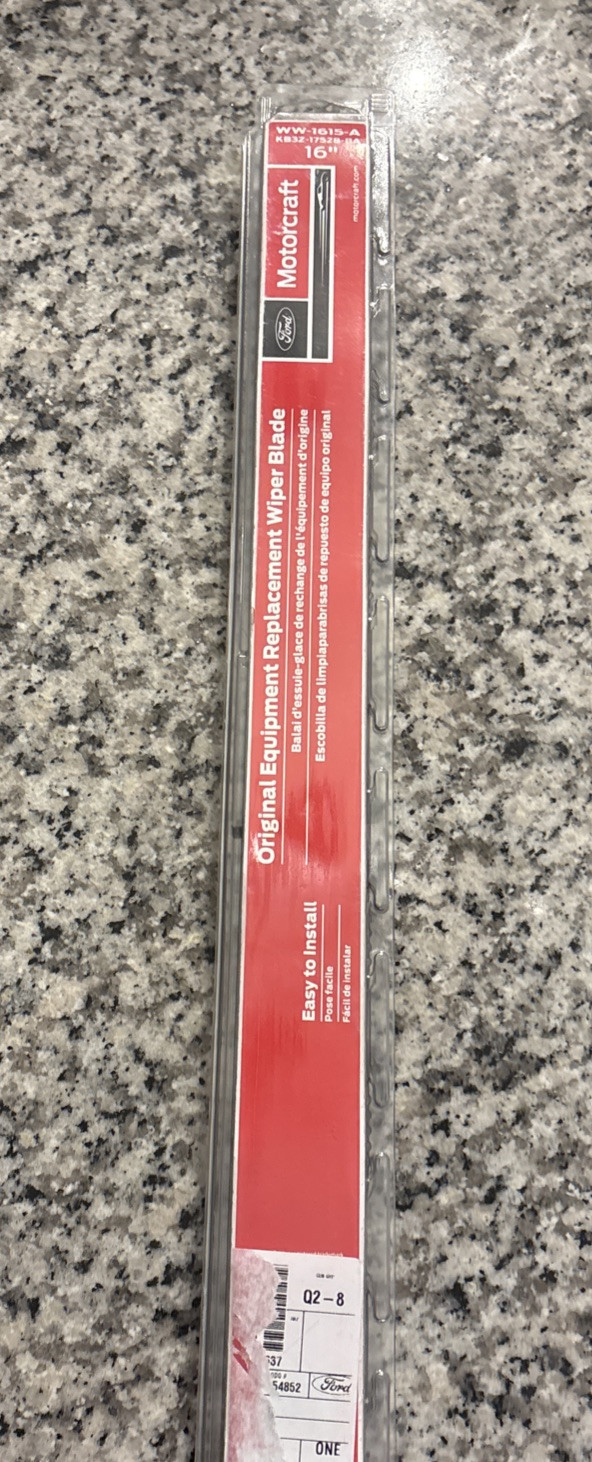 WW-1615-A
KB3Z-17528-BA
16"
motorcraft.com
Motorcraft
Ford
Original Equipment Replacement Wiper Blade
Balai d'essuie-glace de rechange de l'équipement d'origine
Escobilla de limpiaparabrisas de repuesto de equipo original
Easy to Install
Pose facile
Fácil de instalar
Q2-8
537
54852
Ford
ONE